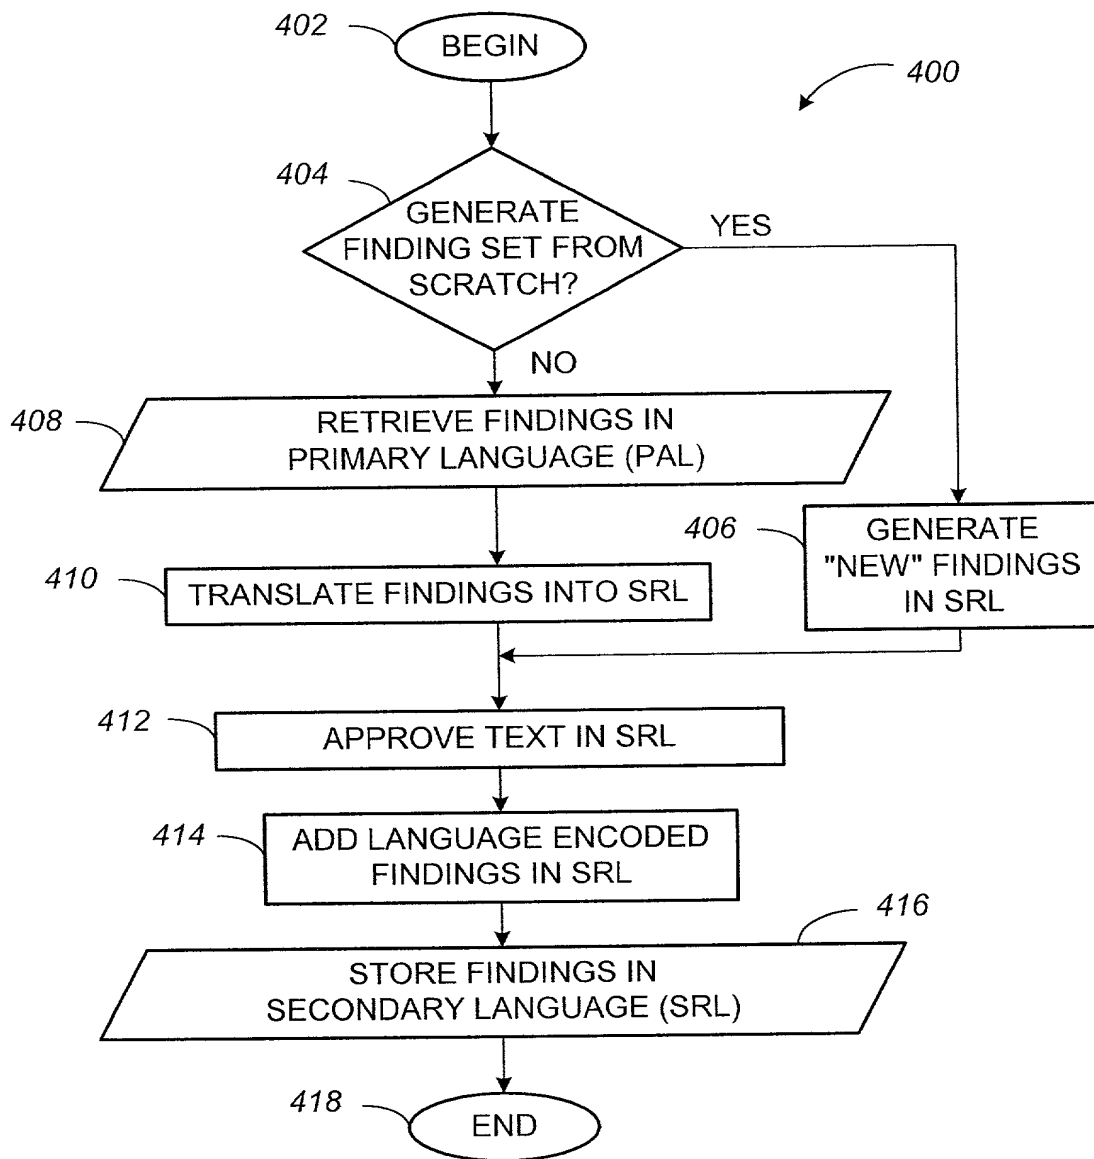 402
BEGIN
400
404
GENERATE
FINDING SET FROM
SCRATCH?
YES
NO
408
RETRIEVE FINDINGS IN
PRIMARY LANGUAGE (PAL)
406
GENERATE
"NEW" FINDINGS
IN SRL
410
TRANSLATE FINDINGS INTO SRL
412
APPROVE TEXT IN SRL
414
ADD LANGUAGE ENCODED
FINDINGS IN SRL
416
STORE FINDINGS IN
SECONDARY LANGUAGE (SRL)
418
END